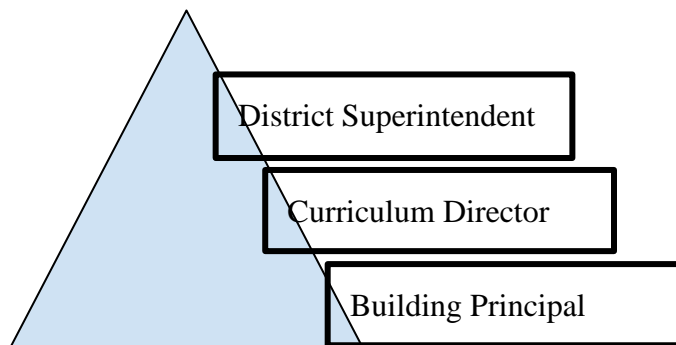 District Superintendent
Curriculum Director
Building Principal